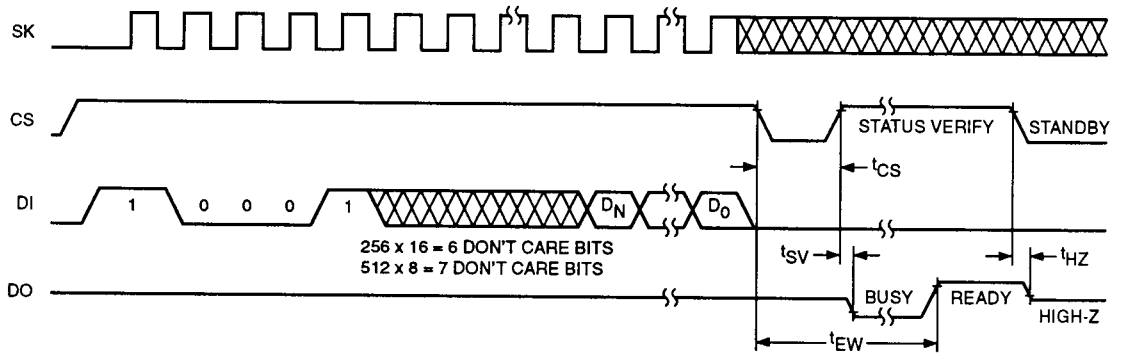 SK
CS
STATUS VERIFY
STANDBY
tCS
DI
1 0 0 0 1
DN
D0
256 x 16 = 6 DON'T CARE BITS
512 x 8 = 7 DON'T CARE BITS
tSV
tHZ
DO
BUSY
READY
HIGH-Z
tEW